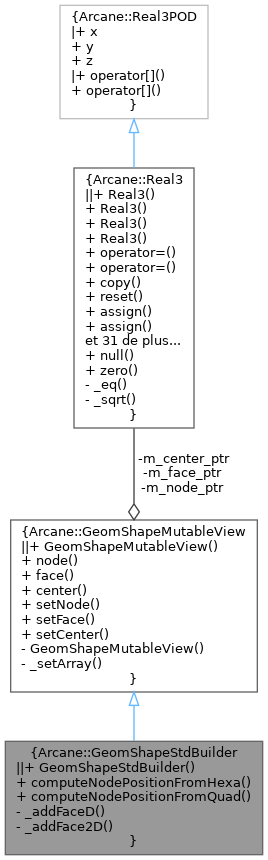 {Arcane::Real3POD
|+ x
+ y
+ z
|+ operator[]()
+ operator[]()
}
{Arcane::Real3
||+ Real3()
+ Real3()
+ Real3()
+ Real3()
+ operator=()
+ operator=()
+ copy()
+ reset()
+ assign()
+ assign()
et 31 de plus...
+ null()
+ zero()
- _eq()
- _sqrt()
}
-m_center_ptr
-m_face_ptr
-m_node_ptr
{Arcane::GeomShapeMutableView
||+ GeomShapeMutableView()
+ node()
+ face()
+ center()
+ setNode()
+ setFace()
+ setCenter()
- GeomShapeMutableView()
- _setArray()
}
{Arcane::GeomShapeStdBuilder
||+ GeomShapeStdBuilder()
+ computeNodePositionFromHexa()
+ computeNodePositionFromQuad()
- _addFaceD()
- _addFace2D()
}